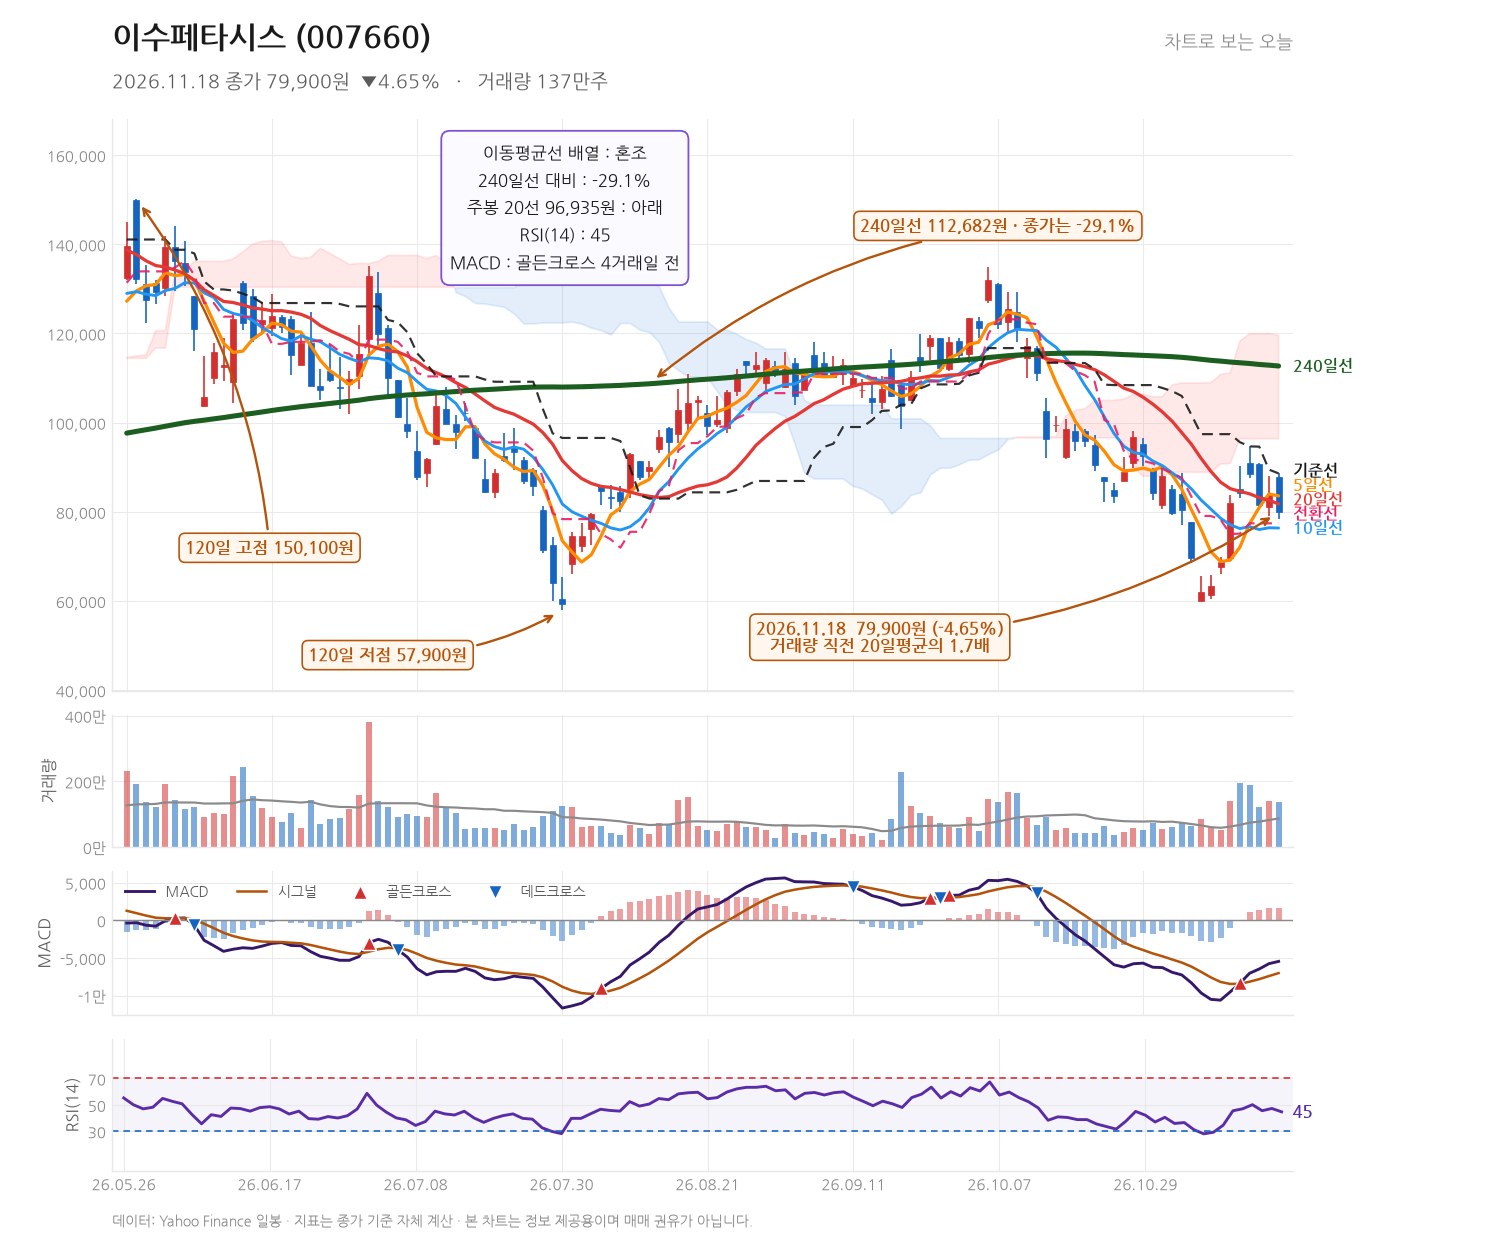 이수페타시스 (007660)
차트로 보는 오늘
2026.11.18 종가 79,900원 ▼4.65% · 거래량 137만주
160,000
140,000
120,000
100,000
80,000
60,000
40,000
이동평균선 배열 : 혼조
240일선 대비 : -29.1%
주봉 20선 96,935원 : 아래
RSI(14) : 45
MACD : 골든크로스 4거래일 전
240일선 112,682원 · 종가는 -29.1%
120일 고점 150,100원
120일 저점 57,900원
2026.11.18 79,900원 (-4.65%)
거래량 직전 20일평균의 1.7배
240일선
기준선
5일선
20일선
전환선
10일선
거래량
400만
200만
0만
MACD
5,000
0
-5,000
-1만
MACD
시그널
골든크로스
데드크로스
RSI(14)
70
50
30
45
26.05.26
26.06.17
26.07.08
26.07.30
26.08.21
26.09.11
26.10.07
26.10.29
데이터: Yahoo Finance 일봉 · 지표는 종가 기준 자체 계산 · 본 차트는 정보 제공용이며 매매 권유가 아닙니다.